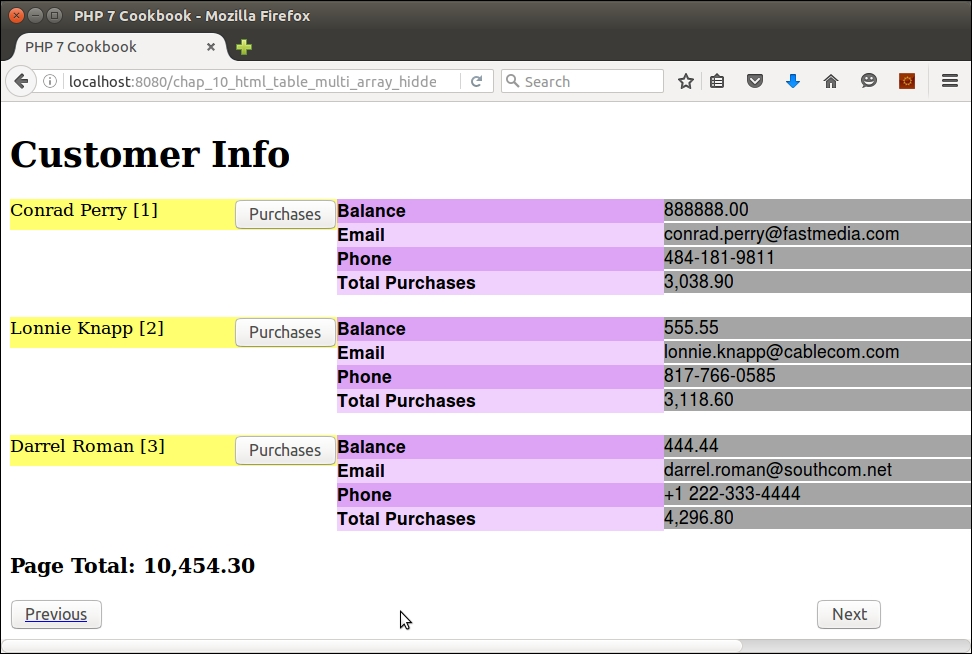 PHP 7 Cookbook - Mozilla Firefox
PHP 7 Cookbook
localhost:8080/chap_10_html_table_multi_array_hidde Search
Customer Info
Conrad Perry [1] Purchases Balance 888888.00
Email conrad.perry@fastmedia.com
Phone 484-181-9811
Total Purchases 3,038.90
Lonnie Knapp [2] Purchases Balance 555.55
Email lonnie.knapp@cablecom.com
Phone 817-766-0585
Total Purchases 3,118.60
Darrel Roman [3] Purchases Balance 444.44
Email darrel.roman@southcom.net
Phone +1 222-333-4444
Total Purchases 4,296.80
Page Total: 10,454.30
Previous Next